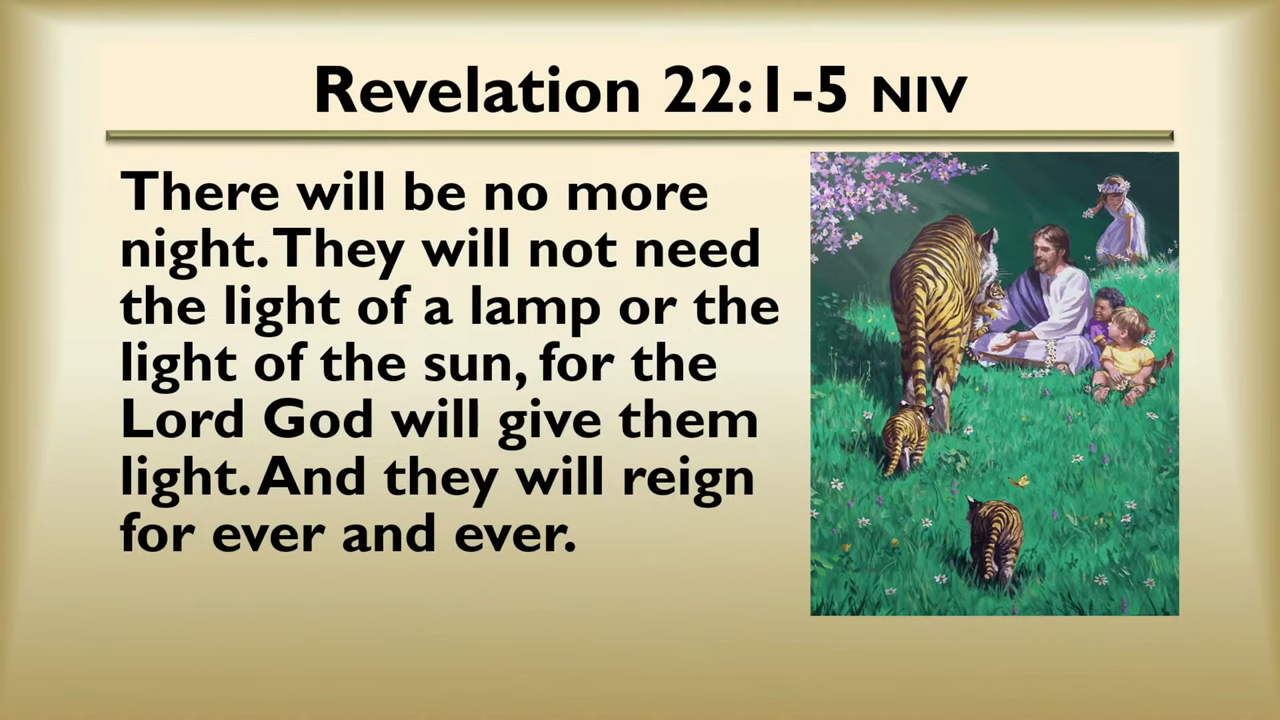 Revelation 22:1-5 NIV
There will be no more
night. They will not need
the light of a lamp or the
light of the sun, for the
Lord God will give them
light. And they will reign
for ever and ever.